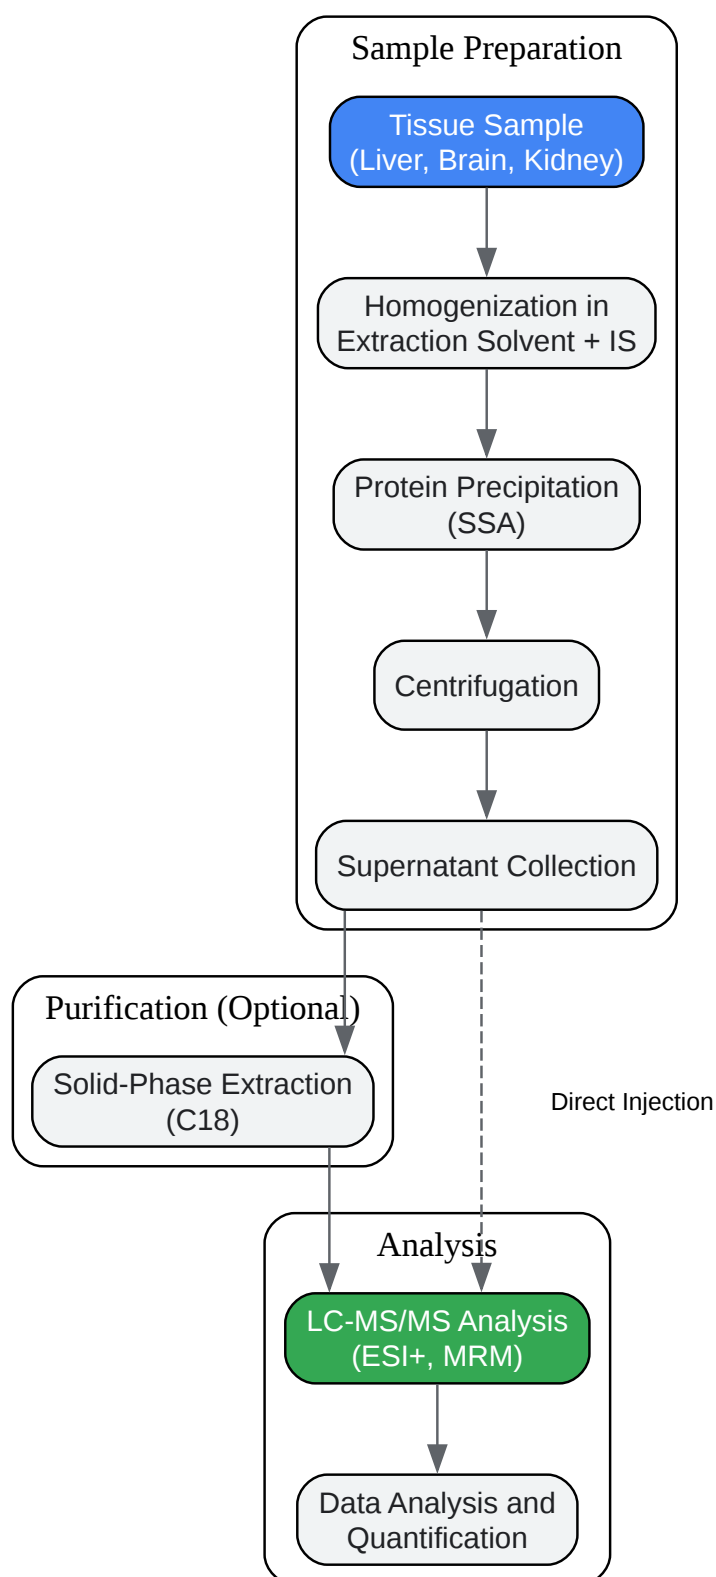 Sample Preparation
Tissue Sample
(Liver, Brain, Kidney)
Homogenization in
Extraction Solvent + IS
Protein Precipitation
(SSA)
Centrifugation
Supernatant Collection
Purification (Optional)
Solid-Phase Extraction
(C18)
Direct Injection
Analysis
LC-MS/MS Analysis
(ESI+, MRM)
Data Analysis and
Quantification